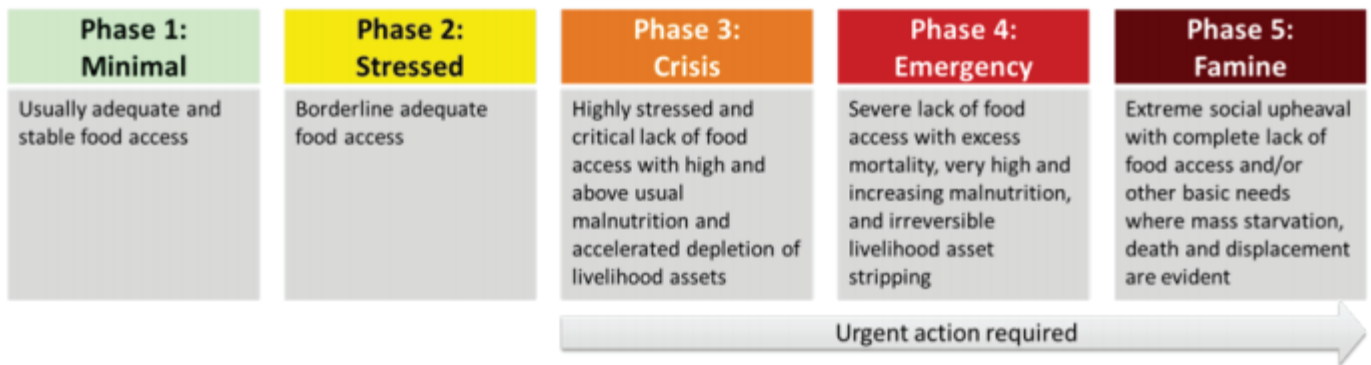 Phase 1:
Minimal
Usually adequate and
stable food access
Phase 2:
Stressed
Borderline adequate
food access
Phase 3:
Crisis
Highly stressed and
critical lack of food
access with high and
above usual
malnutrition and
accelerated depletion of
livelihood assets
Phase 4:
Emergency
Severe lack of food
access with excess
mortality, very high and
increasing malnutrition,
and irreversible
livelihood asset
stripping
Phase 5:
Famine
Extreme social upheaval
with complete lack of
food access and/or
other basic needs
where mass starvation,
death and displacement
are evident
Urgent action required